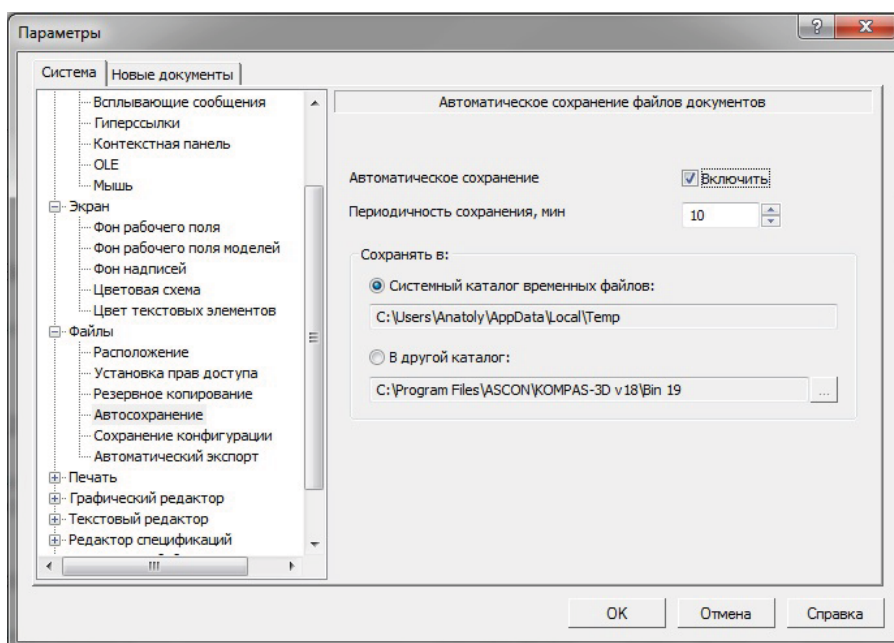 Параметры
Система
Новые документы
Всплывающие сообщения
Гиперссылки
Контекстная панель
OLE
Мышь
Экран
Фон рабочего поля
Фон рабочего поля моделей
Фон надписей
Цветовая схема
Цвет текстовых элементов
Файлы
Расположение
Установка прав доступа
Резервное копирование
Автосохранение
Сохранение конфигурации
Автоматический экспорт
Печать
Графический редактор
Текстовый редактор
Редактор спецификаций
Автоматическое сохранение файлов документов
Автоматическое сохранение
Включить
Периодичность сохранения, мин
10
Сохранять в:
Системный каталог временных файлов:
C:\Users\Anatoly\AppData\Local\Temp
В другой каталог:
C:\Program Files\ASCON\KOMPAS-3D v18\Bin 19
...
OK
Отмена
Справка